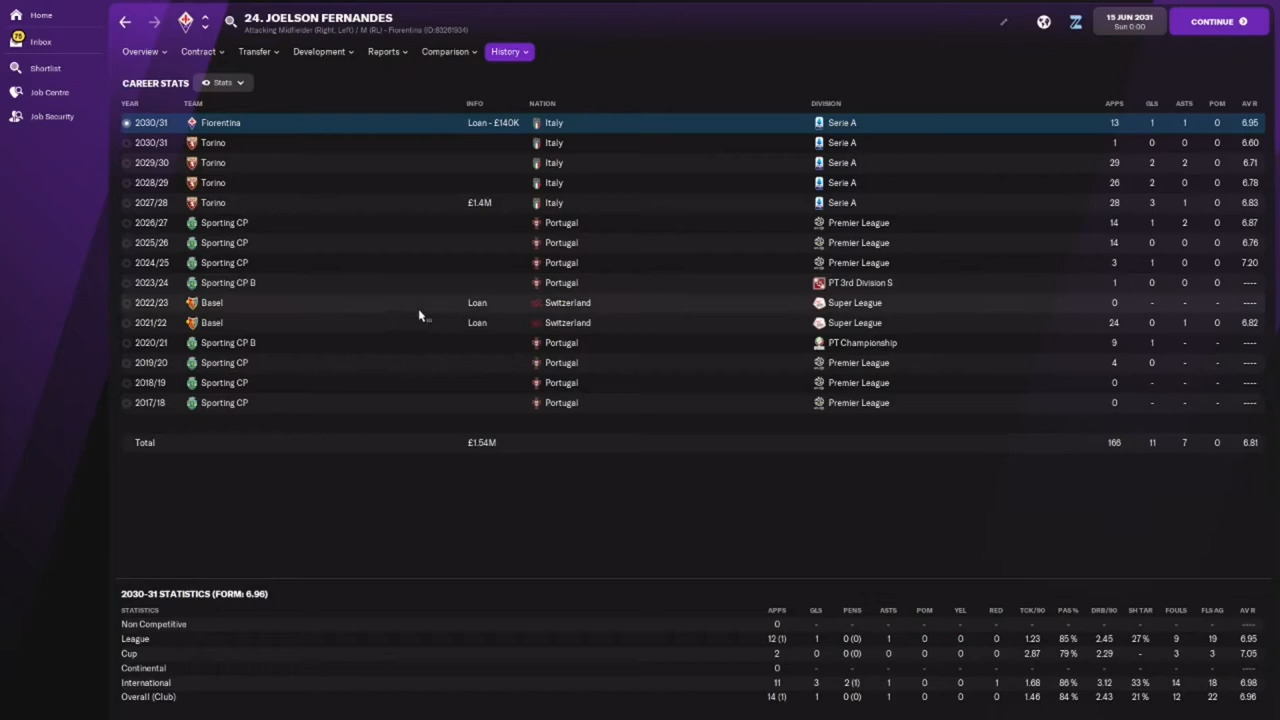 Home
24. JOELSON FERNANDES
Attacking Midfielder (Right, Left) / M (RL) - Fiorentina (ID:83261934)
15 JUN 2031
Sun 0:00
CONTINUE
75
Inbox
Shortlist
Job Centre
Job Security
Overview Contract Transfer Development Reports Comparison History
CAREER STATS Stats
YEAR TEAM INFO NATION DIVISION APPS GLS ASTS POM AV R
2030/31 Fiorentina Loan - £140K Italy Serie A 13 1 1 0 6.95
2030/31 Torino Italy Serie A 1 0 0 0 6.60
2029/30 Torino Italy Serie A 29 2 2 0 6.71
2028/29 Torino Italy Serie A 26 2 0 0 6.78
2027/28 Torino £1.4M Italy Serie A 28 3 1 0 6.83
2026/27 Sporting CP Portugal Premier League 14 1 2 0 6.87
2025/26 Sporting CP Portugal Premier League 14 0 0 0 6.76
2024/25 Sporting CP Portugal Premier League 3 1 0 0 7.20
2023/24 Sporting CP B Portugal PT 3rd Division S 1 0 0 0 ----
2022/23 Basel Loan Switzerland Super League 0 - - - ----
2021/22 Basel Loan Switzerland Super League 24 0 1 0 6.82
2020/21 Sporting CP B Portugal PT Championship 9 1 - - ----
2019/20 Sporting CP Portugal Premier League 4 0 - - ----
2018/19 Sporting CP Portugal Premier League 0 - - - ----
2017/18 Sporting CP Portugal Premier League 0 - - - ----
Total £1.54M 166 11 7 0 6.81
2030-31 STATISTICS (FORM: 6.96)
STATISTICS APPS GLS PENS ASTS POM YEL RED TCK/90 PAS % DRB/90 SH TAR FOULS FLS AG AV R
Non Competitive 0 - - - - - - - - - - - - ----
League 12 (1) 1 0 (0) 1 0 0 0 1.23 85 % 2.45 27 % 9 19 6.95
Cup 2 0 0 (0) 0 0 0 0 2.87 79 % 2.29 - 3 3 7.05
Continental 0 - - - - - - - - - - - - ----
International 11 3 2 (1) 1 0 0 1 1.68 86 % 3.12 33 % 14 18 6.98
Overall (Club) 14 (1) 1 0 (0) 1 0 0 0 1.46 84 % 2.43 21 % 12 22 6.96